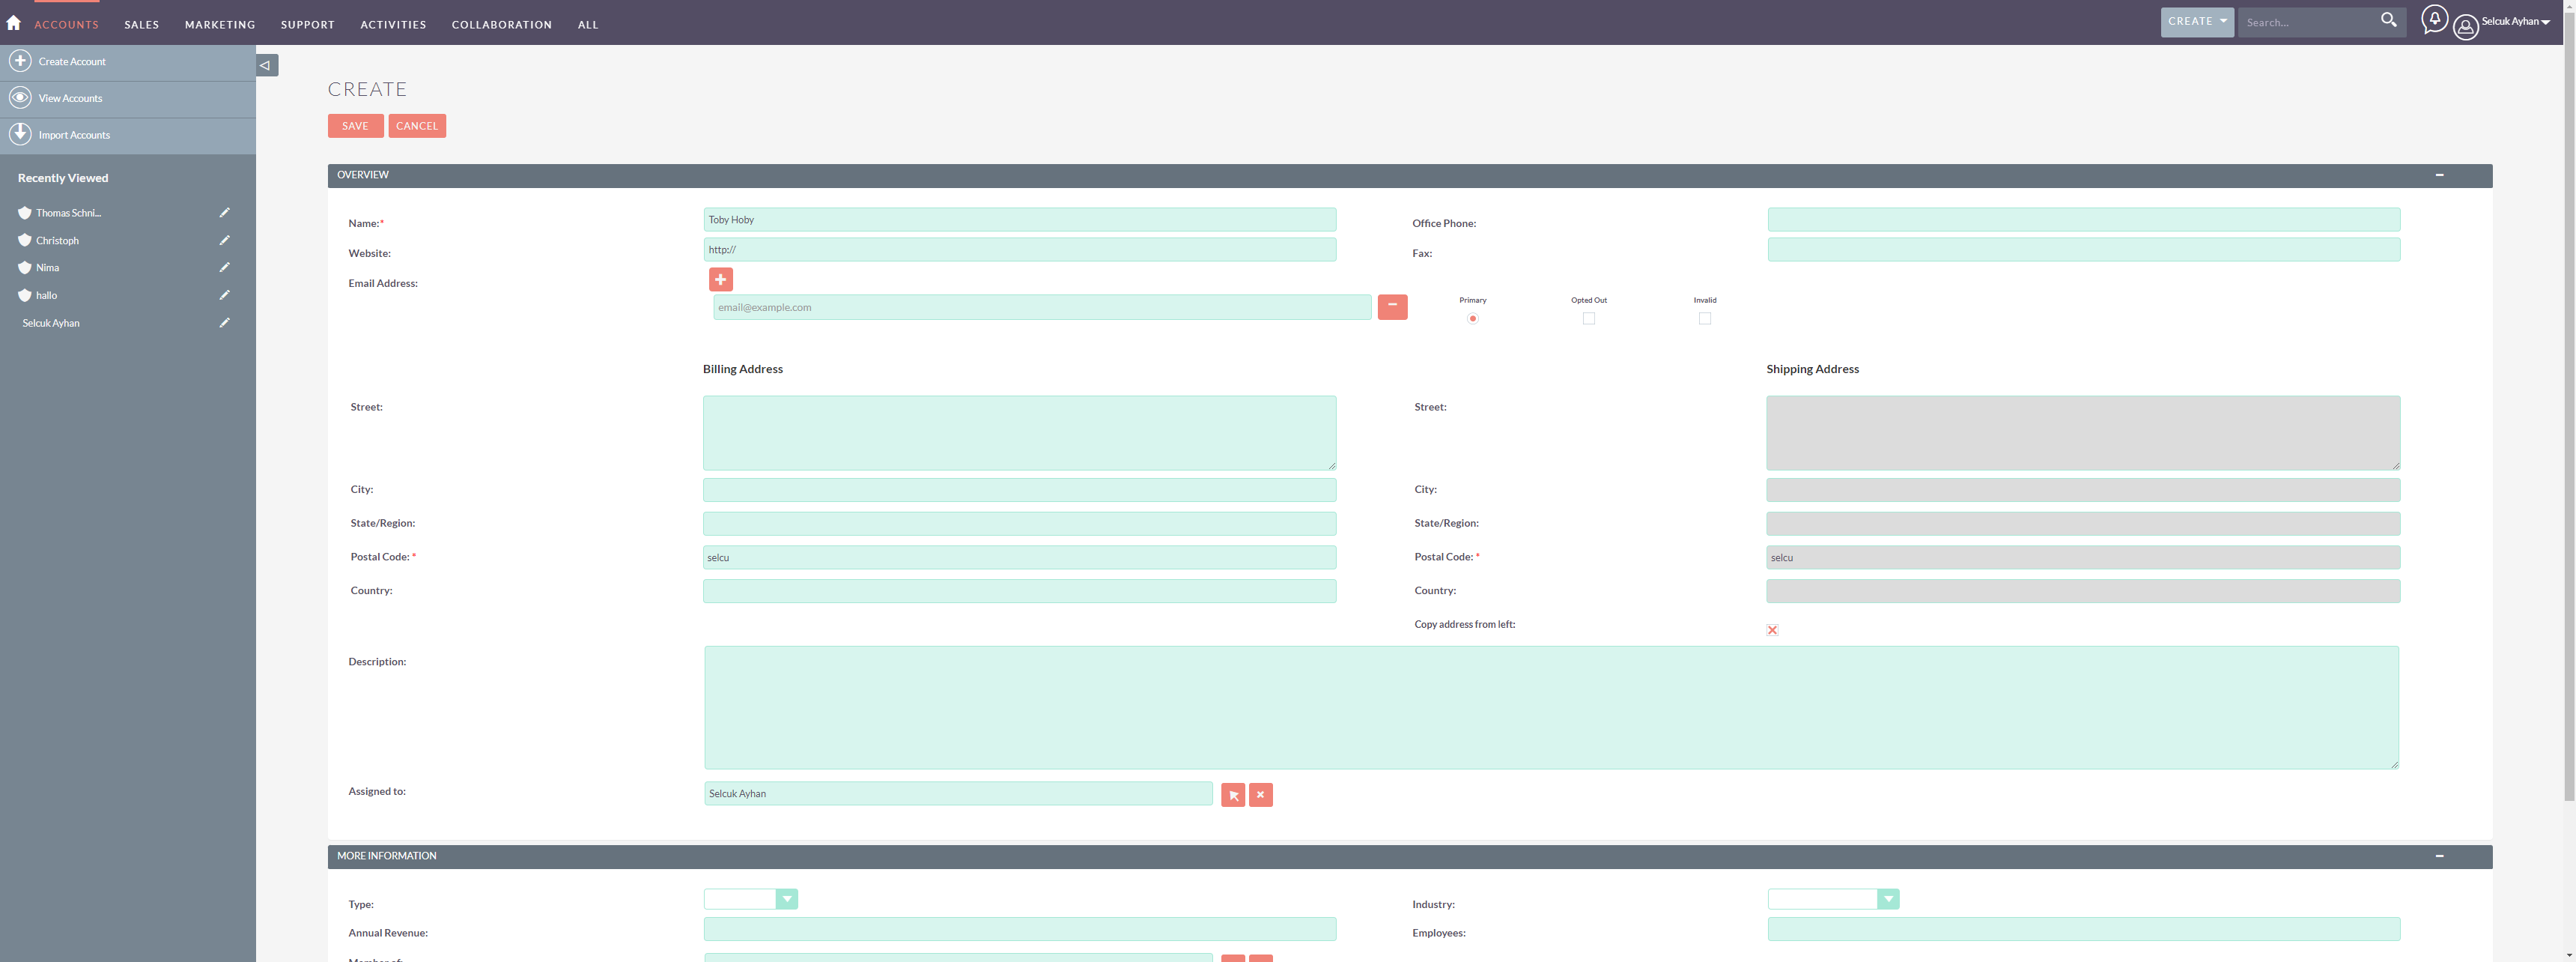 ACCOUNTS SALES MARKETING SUPPORT ACTIVITIES COLLABORATION ALL CREATE Search... Selcuk Ayhan
Create Account
View Accounts
Import Accounts
Recently Viewed
Thomas Schni...
Christoph
Nima
hallo
Selcuk Ayhan
CREATE
SAVE CANCEL
OVERVIEW
Name:* Toby Hoby Office Phone:
Website: http:// Fax:
Email Address:
email@example.com Primary Opted Out Invalid
Billing Address Shipping Address
Street: Street:
City: City:
State/Region: State/Region:
Postal Code: * selcu Postal Code: * selcu
Country: Country:
Copy address from left:
Description:
Assigned to: Selcuk Ayhan
MORE INFORMATION
Type: Industry:
Annual Revenue: Employees:
Member of: